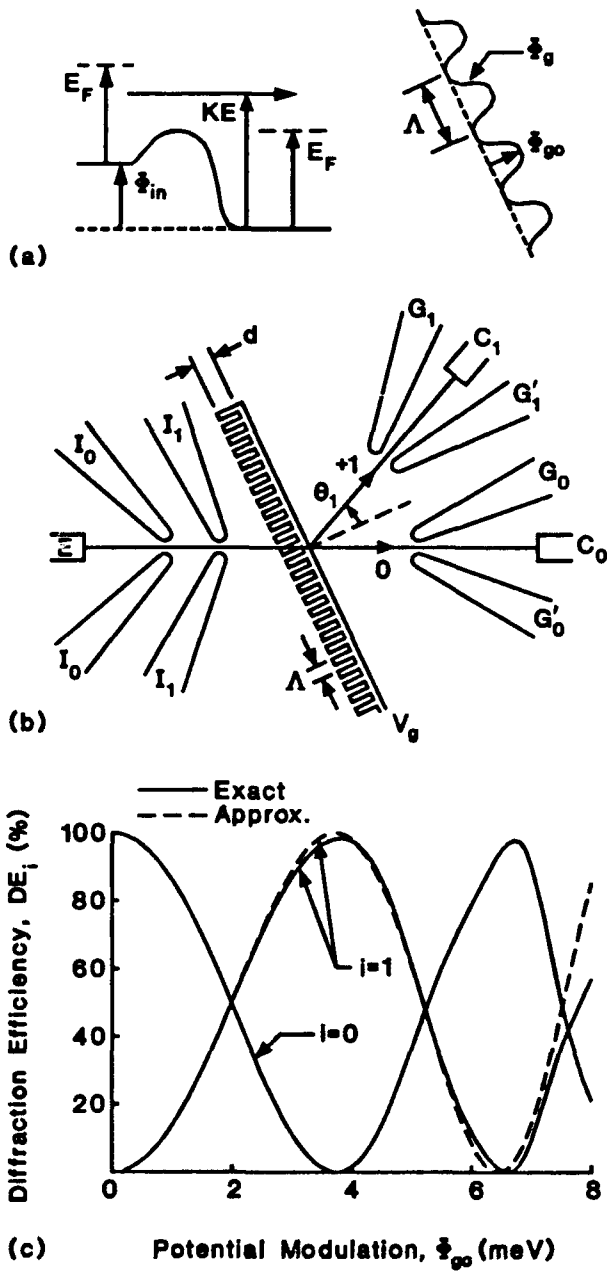 E_F
KE
E_F
Φ_in
Φ_g
Λ
Φ_go
(a)
d
G_1
C_1
I_0
I_1
G'_1
+1
G_0
θ_1
0
C_0
I_0
I_1
G'_0
Λ
V_g
(b)
Exact
Approx.
Diffraction Efficiency, DE_i (%)
100
80
60
40
20
i=1
i=0
0
2
4
6
8
(c)
Potential Modulation, Φ_go (meV)